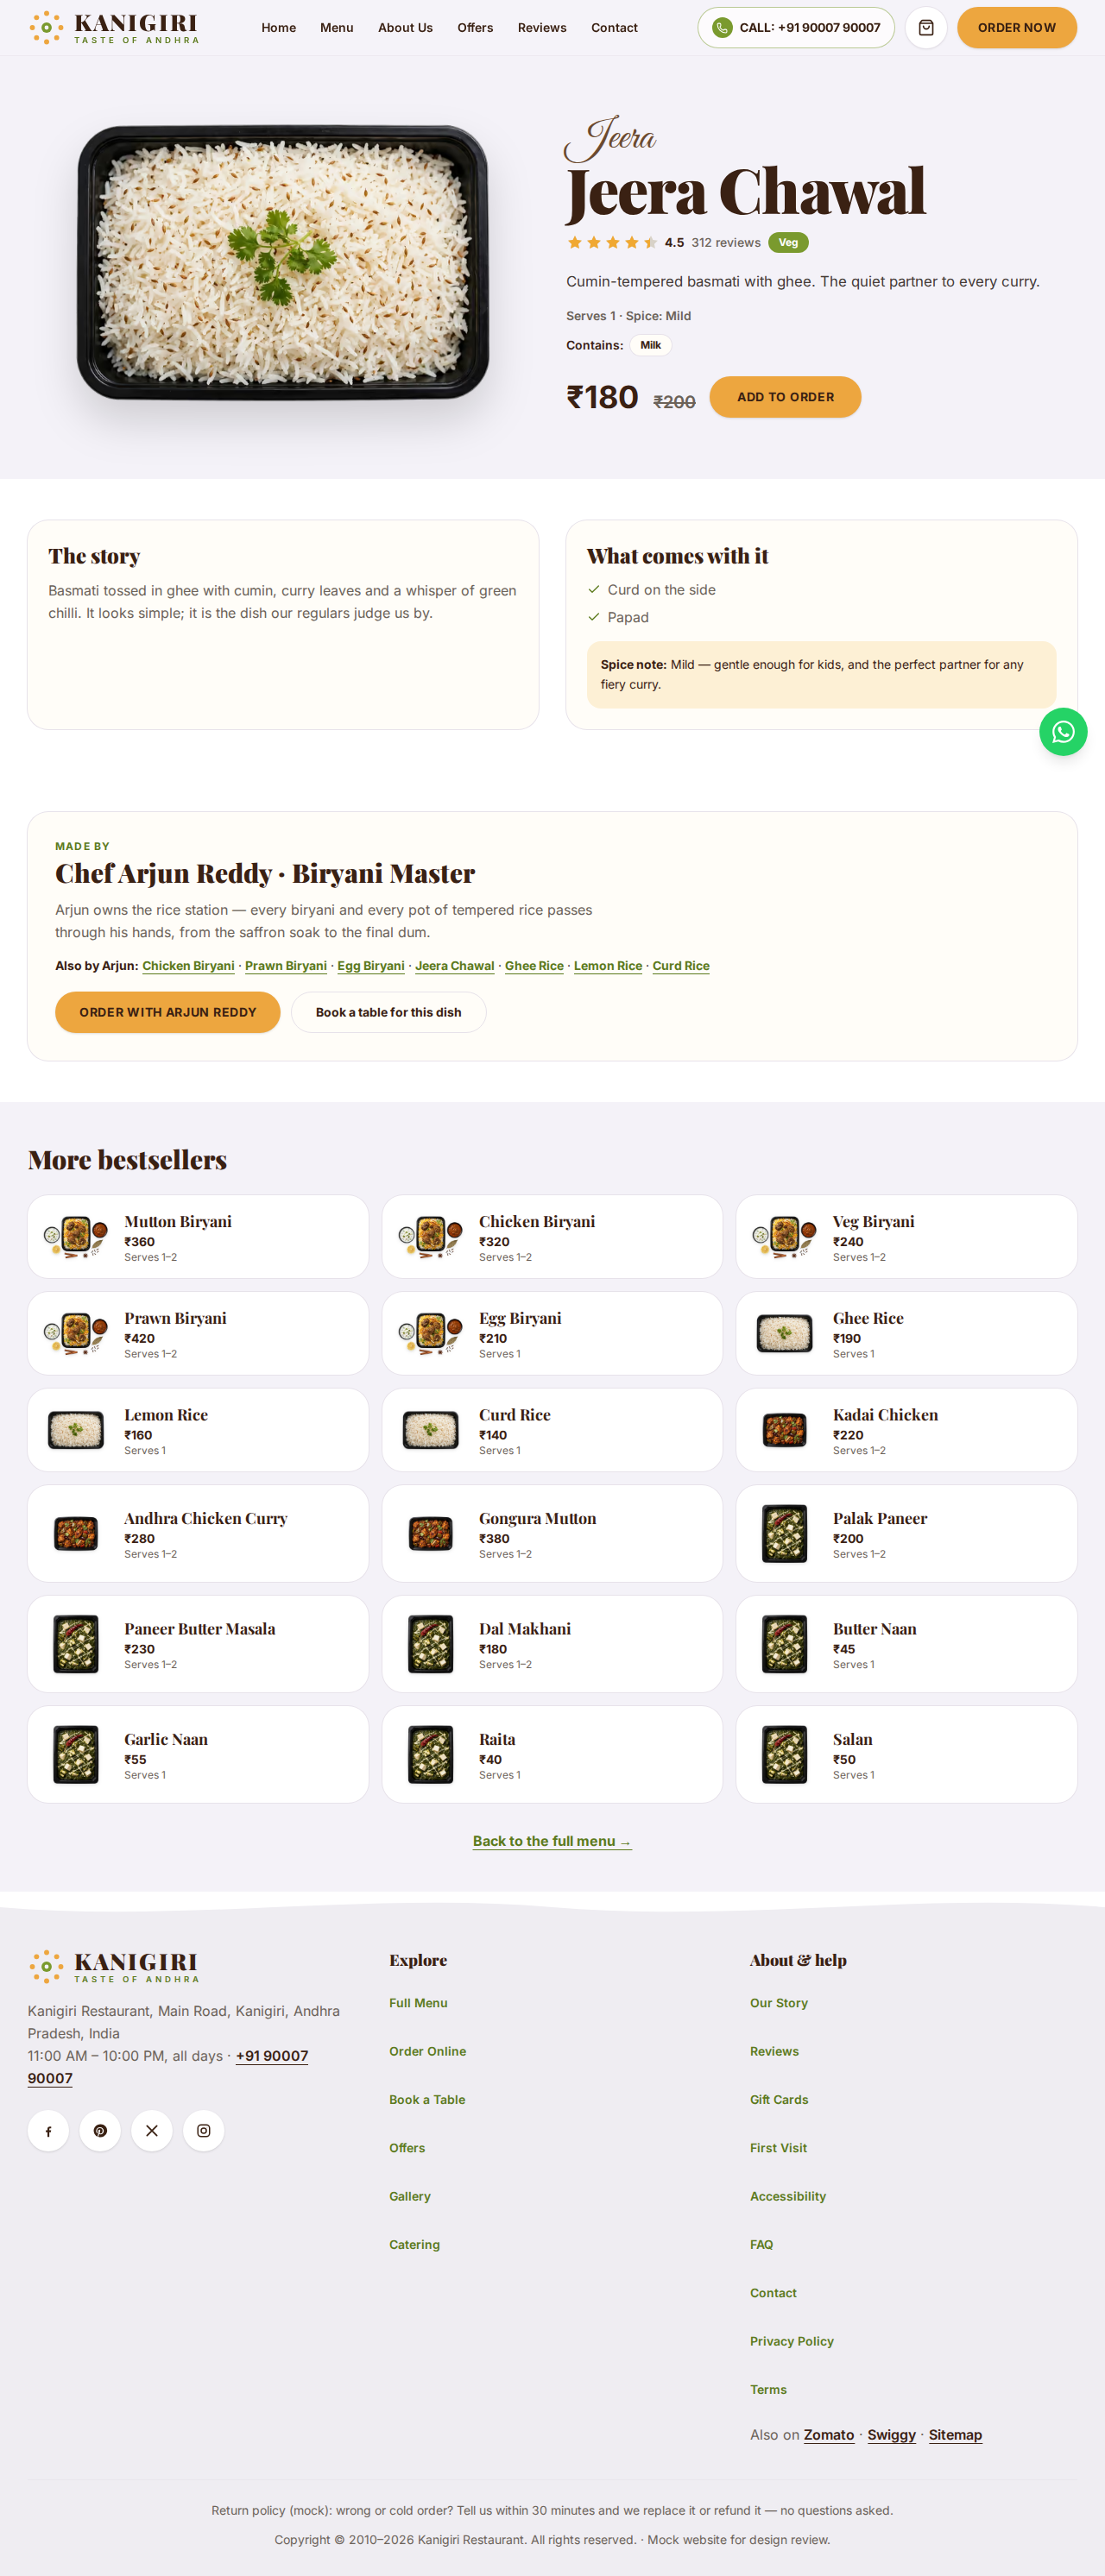 KANIGIRI
TASTE OF ANDHRA
Home Menu About Us Offers Reviews Contact
CALL: +91 90007 90007
ORDER NOW
Jeera
Jeera Chawal
4.5 312 reviews Veg
Cumin-tempered basmati with ghee. The quiet partner to every curry.
Serves 1 · Spice: Mild
Contains: Milk
₹180 ₹200 ADD TO ORDER
The story
Basmati tossed in ghee with cumin, curry leaves and a whisper of green
chilli. It looks simple; it is the dish our regulars judge us by.
What comes with it
Curd on the side
Papad
Spice note: Mild — gentle enough for kids, and the perfect partner for any
fiery curry.
MADE BY
Chef Arjun Reddy · Biryani Master
Arjun owns the rice station — every biryani and every pot of tempered rice passes
through his hands, from the saffron soak to the final dum.
Also by Arjun: Chicken Biryani · Prawn Biryani · Egg Biryani · Jeera Chawal · Ghee Rice · Lemon Rice · Curd Rice
ORDER WITH ARJUN REDDY
Book a table for this dish
More bestsellers
Mutton Biryani
₹360
Serves 1–2
Chicken Biryani
₹320
Serves 1–2
Veg Biryani
₹240
Serves 1–2
Prawn Biryani
₹420
Serves 1–2
Egg Biryani
₹210
Serves 1
Ghee Rice
₹190
Serves 1
Lemon Rice
₹160
Serves 1
Curd Rice
₹140
Serves 1
Kadai Chicken
₹220
Serves 1–2
Andhra Chicken Curry
₹280
Serves 1–2
Gongura Mutton
₹380
Serves 1–2
Palak Paneer
₹200
Serves 1–2
Paneer Butter Masala
₹230
Serves 1–2
Dal Makhani
₹180
Serves 1–2
Butter Naan
₹45
Serves 1
Garlic Naan
₹55
Serves 1
Raita
₹40
Serves 1
Salan
₹50
Serves 1
Back to the full menu →
KANIGIRI
TASTE OF ANDHRA
Kanigiri Restaurant, Main Road, Kanigiri, Andhra
Pradesh, India
11:00 AM – 10:00 PM, all days · +91 90007
90007
Explore
Full Menu
Order Online
Book a Table
Offers
Gallery
Catering
About & help
Our Story
Reviews
Gift Cards
First Visit
Accessibility
FAQ
Contact
Privacy Policy
Terms
Also on Zomato · Swiggy · Sitemap
Return policy (mock): wrong or cold order? Tell us within 30 minutes and we replace it or refund it — no questions asked.
Copyright © 2010–2026 Kanigiri Restaurant. All rights reserved. · Mock website for design review.